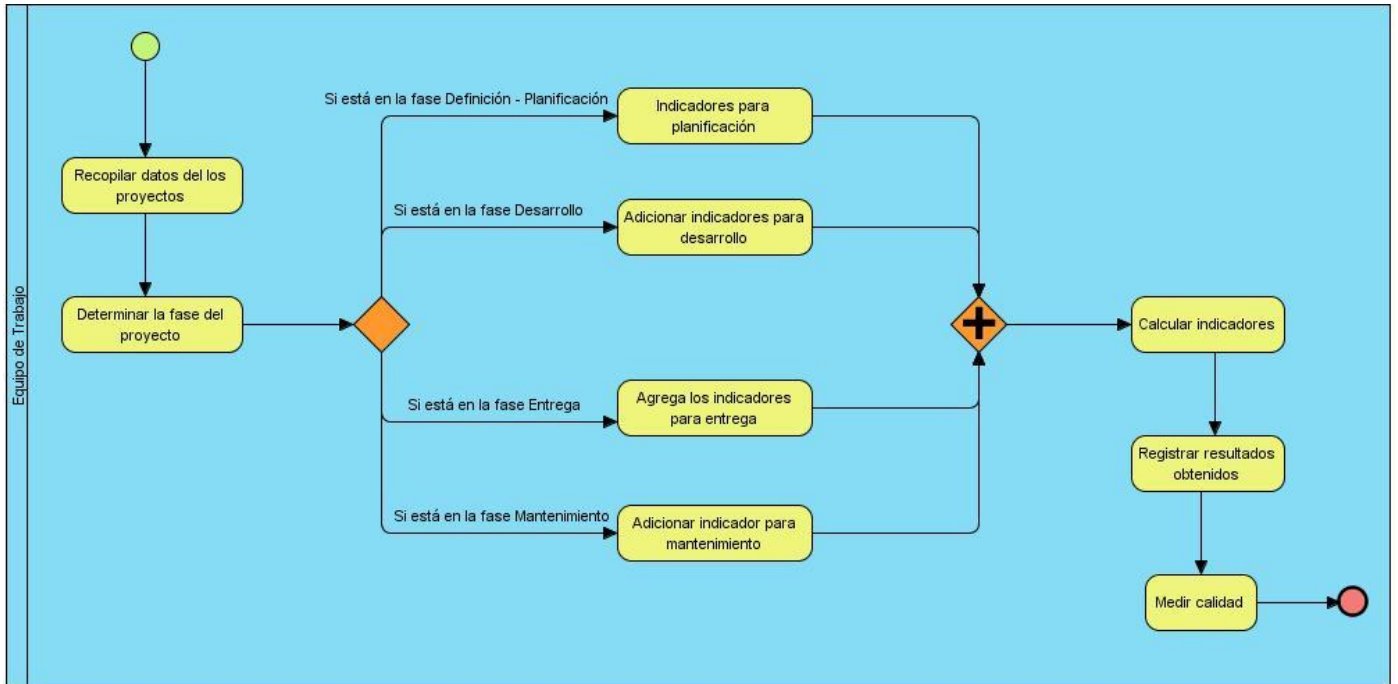 Equipo de Trabajo
Recopilar datos del los
proyectos
Determinar la fase del
proyecto
Si está en la fase Definición - Planificación
Indicadores para
planificación
Si está en la fase Desarrollo
Adicionar indicadores para
desarrollo
Si está en la fase Entrega
Agrega los indicadores
para entrega
Si está en la fase Mantenimiento
Adicionar indicador para
mantenimiento
Calcular indicadores
Registrar resultados
obtenidos
Medir calidad